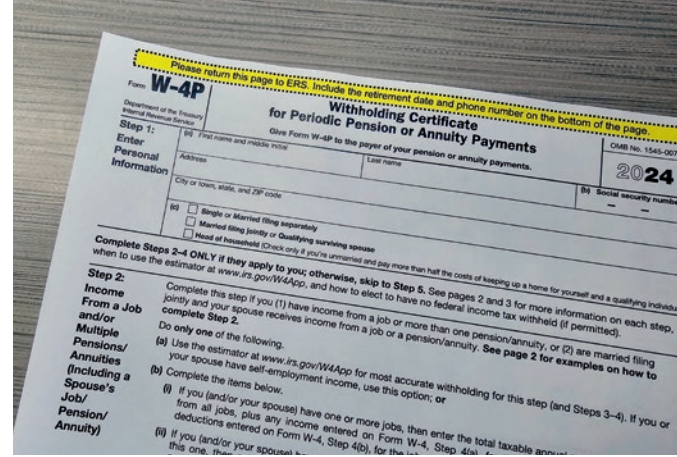 Please return this page to ERS. Include the retirement date and phone number on the bottom of the page.
Form W-4P
Department of the Treasury
Internal Revenue Service
Withholding Certificate
for Periodic Pension or Annuity Payments
Give Form W-4P to the payer of your pension or annuity payments.
OMB No. 1545-007
2024
Step 1:
Enter
Personal
Information
(a) First name and middle initial
Last name
(b) Social security numbe
Address
City or town, state, and ZIP code
(c) Single or Married filing separately
Married filing jointly or Qualifying surviving spouse
Head of household (Check only if you're unmarried and pay more than half the costs of keeping up a home for yourself and a qualifying individu
Complete Steps 2–4 ONLY if they apply to you; otherwise, skip to Step 5. See pages 2 and 3 for more information on each step,
when to use the estimator at www.irs.gov/W4App, and how to elect to have no federal income tax withheld (if permitted).
Step 2:
Income
From a Job
and/or
Multiple
Pensions/
Annuities
(Including a
Spouse's
Job/
Pension/
Annuity)
Complete this step if you (1) have income from a job or more than one pension/annuity, or (2) are married filing
jointly and your spouse receives income from a job or a pension/annuity. See page 2 for examples on how to
complete Step 2.
Do only one of the following.
(a) Use the estimator at www.irs.gov/W4App for most accurate withholding for this step (and Steps 3–4). If you or
your spouse have self-employment income, use this option; or
(b) Complete the items below.
(i) If you (and/or your spouse) have one or more jobs, then enter the total taxable annual
from all jobs, plus any income entered on Form W-4, Step 4(a),
deductions entered on Form W-4, Step 4(b), for the
(ii) If you (and/or your spouse)
this one, then